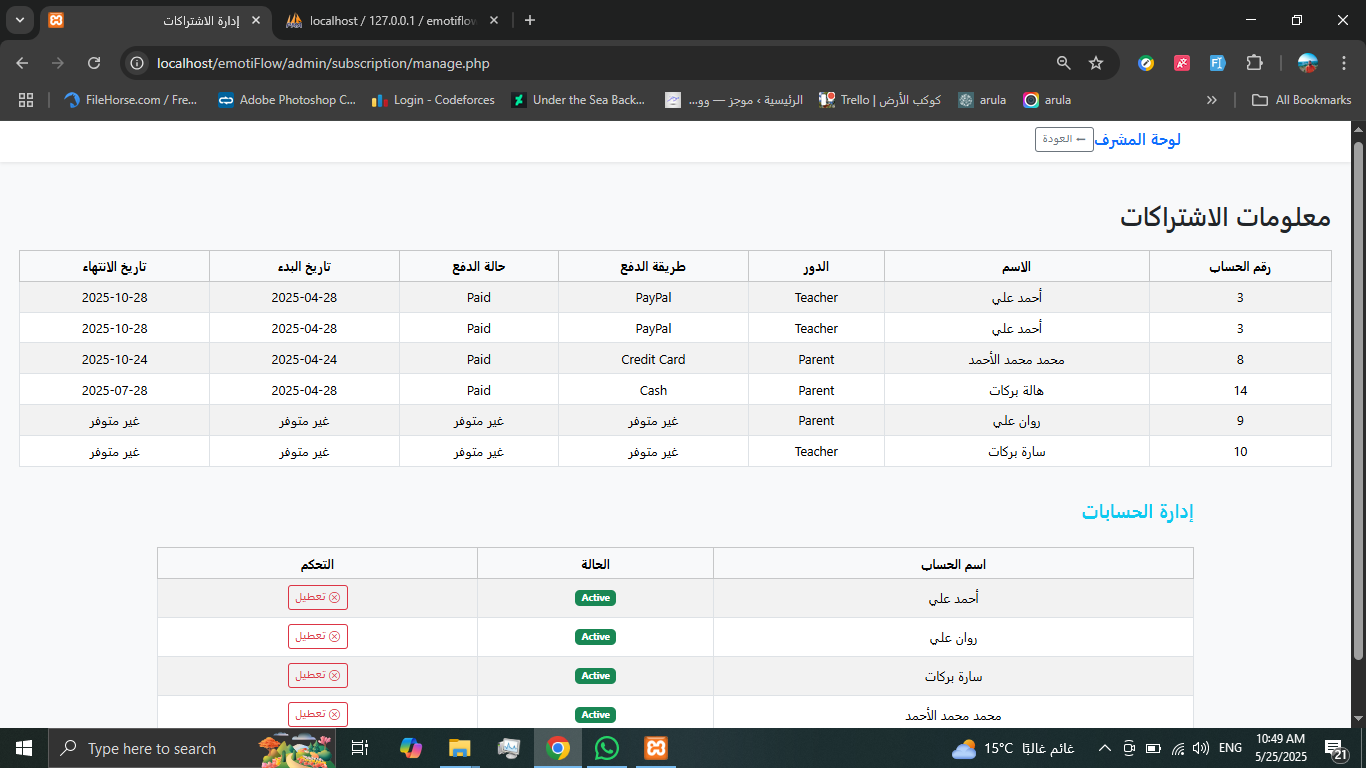 إدارة الاشتراكات
localhost / 127.0.0.1 / emotiflow
localhost/emotiFlow/admin/subscription/manage.php
FileHorse.com / Fre...
Adobe Photoshop C...
Login - Codeforces
Under the Sea Back...
الرئيسية › موجز — وو...
كوكب الأرض | Trello
arula
arula
»
All Bookmarks
لوحة المشرف
← العودة
معلومات الاشتراكات
رقم الحساب الاسم الدور طريقة الدفع حالة الدفع تاريخ البدء تاريخ الانتهاء
3 أحمد علي Teacher PayPal Paid 2025-04-28 2025-10-28
3 أحمد علي Teacher PayPal Paid 2025-04-28 2025-10-28
8 محمد محمد الأحمد Parent Credit Card Paid 2025-04-24 2025-10-24
14 هالة بركات Parent Cash Paid 2025-04-28 2025-07-28
9 روان علي Parent غير متوفر غير متوفر غير متوفر غير متوفر
10 سارة بركات Teacher غير متوفر غير متوفر غير متوفر غير متوفر
إدارة الحسابات
اسم الحساب الحالة التحكم
أحمد علي Active تعطيل
روان علي Active تعطيل
سارة بركات Active تعطيل
محمد محمد الأحمد Active تعطيل
Type here to search
15°C غائم غالبًا
ENG
10:49 AM
5/25/2025
21